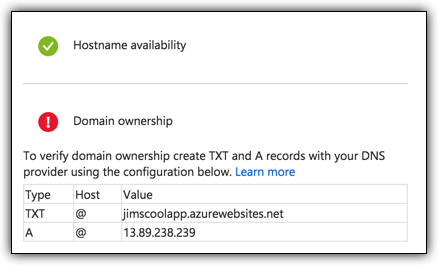 Hostname availability
Domain ownership
To verify domain ownership create TXT and A records with your DNS
provider using the configuration below. Learn more
Type Host Value
TXT @ jimscoolapp.azurewebsites.net
A @ 13.89.238.239